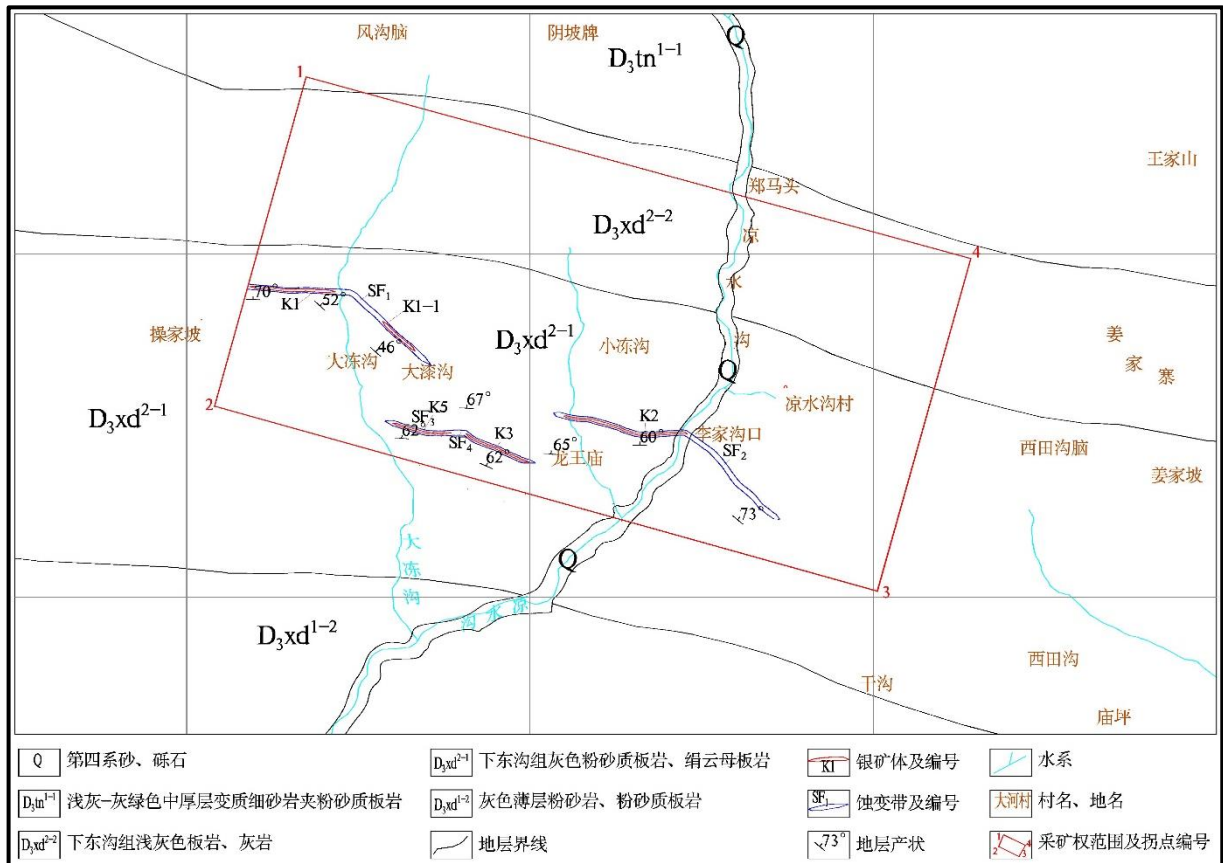 风沟脑
阴坡牌
Q
D₃tn¹⁻¹
1
王家山
郑马头
D₃xd²⁻²
凉
水
沟
4
70°
K1
52°
SF₁
K1-1
46°
操家坡
大冻沟
大漆沟
D₃xd²⁻¹
小冻沟
Q
姜
家
寨
凉水沟村
2
D₃xd²⁻¹
67°
K5
SF₃
62°
SF₄
K3
62°
K2
60°
65°
龙王庙
李家沟口
SF₂
73°
西田沟脑
姜家坡
大冻沟
Q
3
凉水沟
D₃xd¹⁻²
西田沟
干沟
庙坪
Q 第四系砂、砾石
D₃xd²⁻¹ 下东沟组灰色粉砂质板岩、绢云母板岩
K1 银矿体及编号
水系
D₃tn¹⁻¹ 浅灰-灰绿色中厚层变质细砂岩夹粉砂质板岩
D₃xd¹⁻² 灰色薄层粉砂岩、粉砂质板岩
SF₁ 蚀变带及编号
大河村 村名、地名
D₃xd²⁻² 下东沟组浅灰色板岩、灰岩
地层界线
73° 地层产状
1 2 3 4 采矿权范围及拐点编号